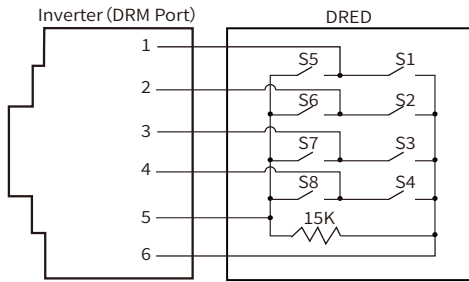 Inverter (DRM Port) DRED
1
S5 S1
2
S6 S2
3
S7 S3
4
S8 S4
15K
5
6